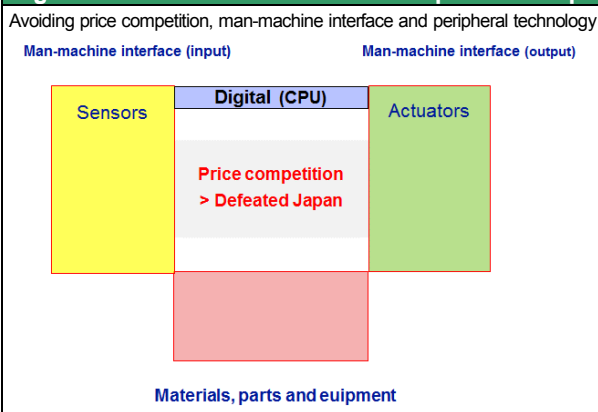 Avoiding price competition, man-machine interface and peripheral technology
Man-machine interface (input)
Man-machine interface (output)
Digital (CPU)
Sensors
Actuators
Price competition
> Defeated Japan
Materials, parts and euipment